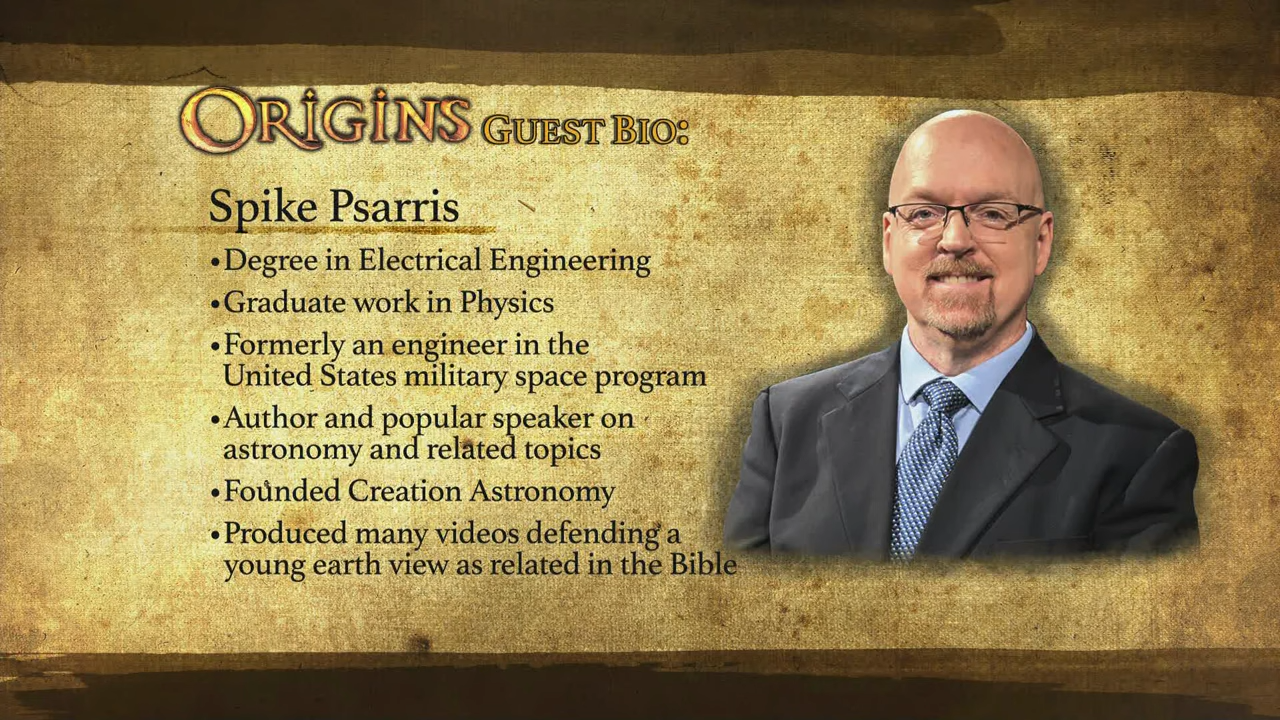 ORIGINS GUEST BIO:
Spike Psarris
•Degree in Electrical Engineering
•Graduate work in Physics
•Formerly an engineer in the
United States military space program
•Author and popular speaker on
astronomy and related topics
•Founded Creation Astronomy
•Produced many videos defending a
young earth view as related in the Bible